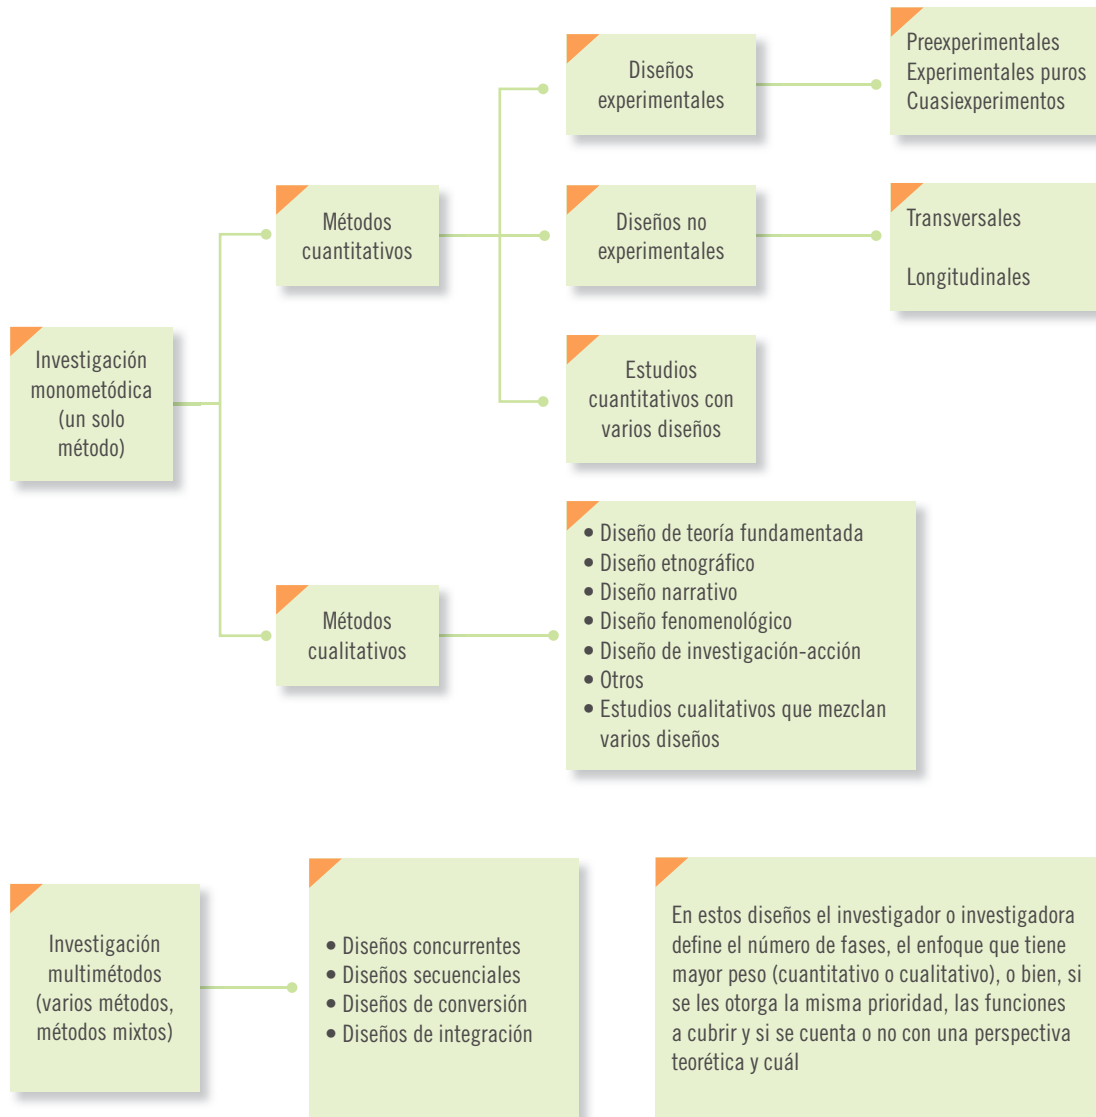 Diseños
experimentales
Preexperimentales
Experimentales puros
Cuasiexperimentos
Métodos
cuantitativos
Diseños no
experimentales
Transversales
Longitudinales
Investigación
monometódica
(un solo
método)
Estudios
cuantitativos con
varios diseños
Métodos
cualitativos
• Diseño de teoría fundamentada
• Diseño etnográfico
• Diseño narrativo
• Diseño fenomenológico
• Diseño de investigación-acción
• Otros
• Estudios cualitativos que mezclan
varios diseños
Investigación
multimétodos
(varios métodos,
métodos mixtos)
• Diseños concurrentes
• Diseños secuenciales
• Diseños de conversión
• Diseños de integración
En estos diseños el investigador o investigadora
define el número de fases, el enfoque que tiene
mayor peso (cuantitativo o cualitativo), o bien, si
se les otorga la misma prioridad, las funciones
a cubrir y si se cuenta o no con una perspectiva
teorética y cuál